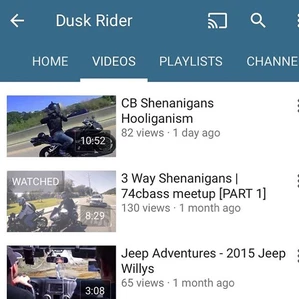 Dusk Rider
HOME VIDEOS PLAYLISTS CHANNE
CB Shenanigans
Hooliganism
82 views · 1 day ago
10:52
WATCHED
3 Way Shenanigans |
74cbass meetup [PART 1]
130 views · 1 month ago
8:29
Jeep Adventures - 2015 Jeep
Willys
65 views · 1 month ago
3:08